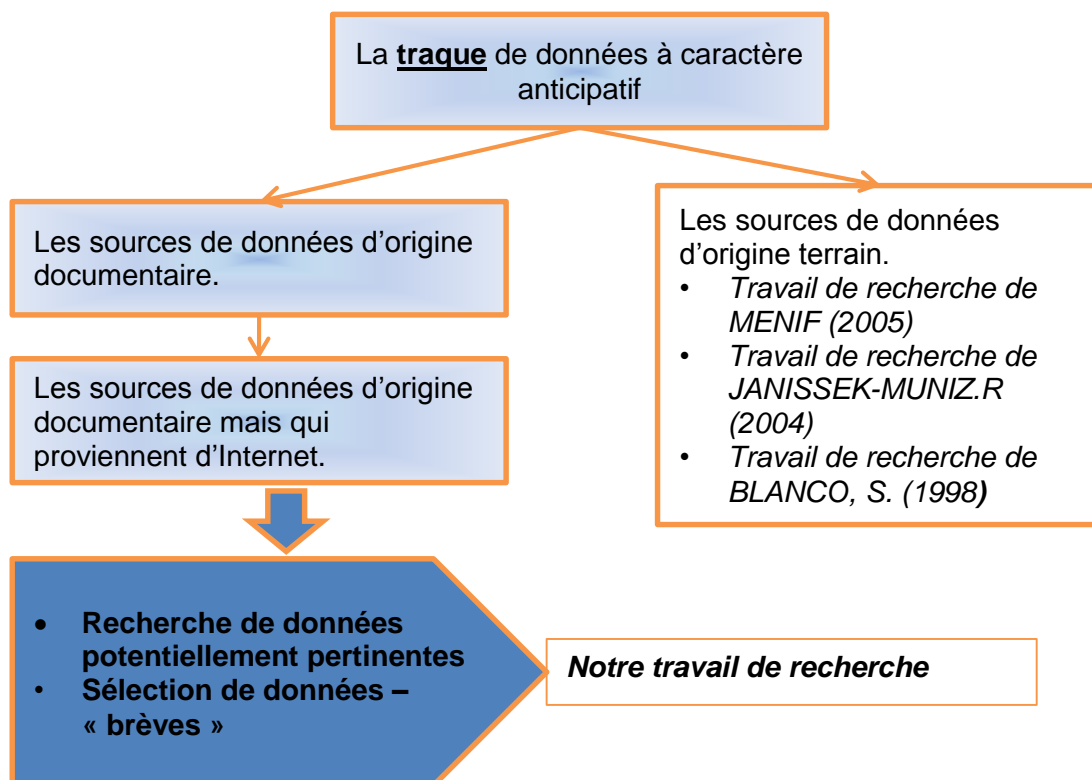 La traque de données à caractère
anticipatif
Les sources de données d’origine
documentaire.
Les sources de données d’origine
documentaire mais qui
proviennent d’Internet.
Les sources de données
d’origine terrain.
• Travail de recherche de
MENIF (2005)
• Travail de recherche de
JANISSEK-MUNIZ.R
(2004)
• Travail de recherche de
BLANCO, S. (1998)
• Recherche de données
potentiellement pertinentes
• Sélection de données –
« brèves »
Notre travail de recherche